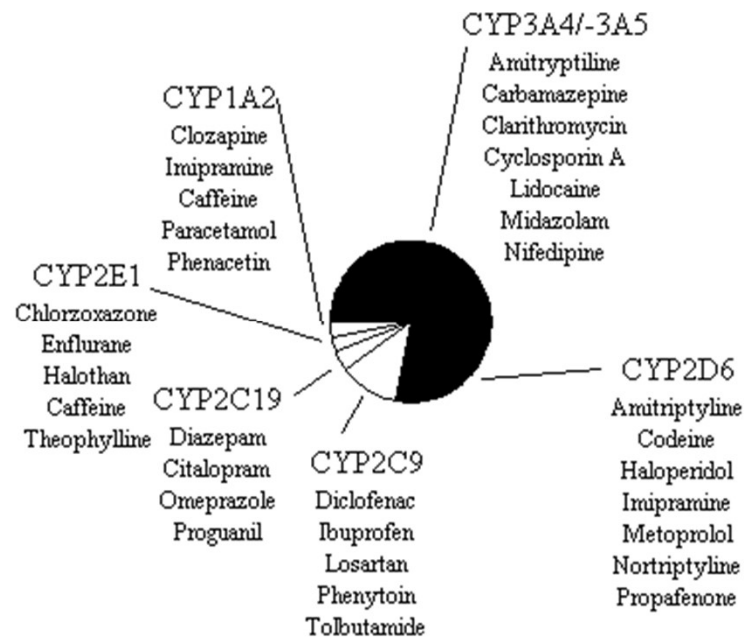 CYP3A4/-3A5
Amitryptiline
Carbamazepine
Clarithromycin
Cyclosporin A
Lidocaine
Midazolam
Nifedipine
CYP1A2
Clozapine
Imipramine
Caffeine
Paracetamol
Phenacetin
CYP2E1
Chlorzoxazone
Enflurane
Halothan
Caffeine
Theophylline
CYP2C19
Diazepam
Citalopram
Omeprazole
Proguanil
CYP2C9
Diclofenac
Ibuprofen
Losartan
Phenytoin
Tolbutamide
CYP2D6
Amitriptyline
Codeine
Haloperidol
Imipramine
Metoprolol
Nortriptyline
Propafenone